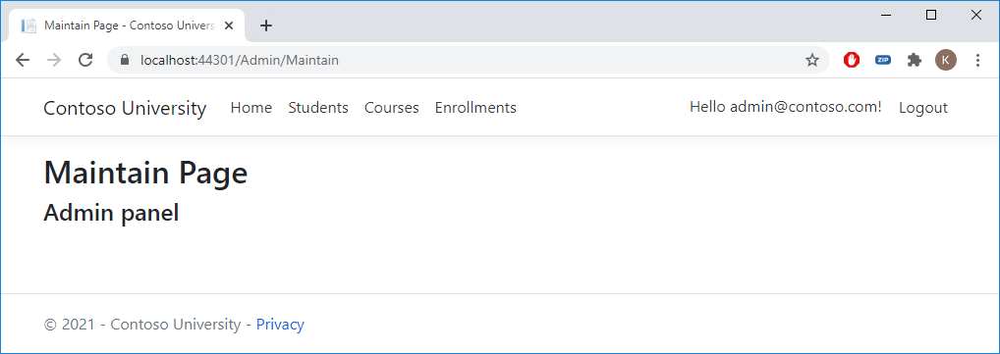 Maintain Page - Contoso Univers
localhost:44301/Admin/Maintain
ZIP
K
Contoso University Home Students Courses Enrollments Hello admin@contoso.com! Logout
Maintain Page
Admin panel
© 2021 - Contoso University - Privacy